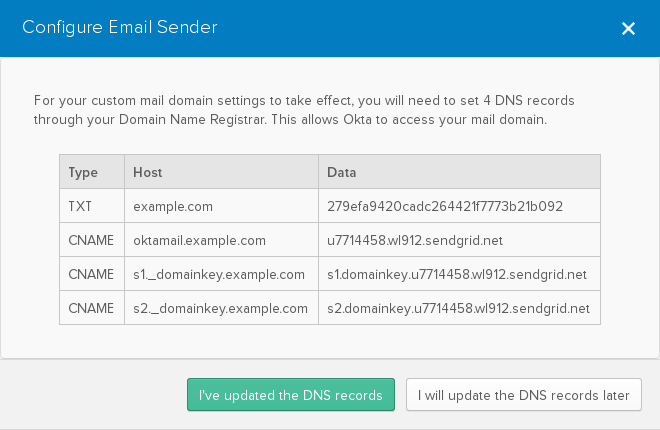 Configure Email Sender
For your custom mail domain settings to take effect, you will need to set 4 DNS records
through your Domain Name Registrar. This allows Okta to access your mail domain.
Type Host Data
TXT example.com 279efa9420cadc264421f7773b21b092
CNAME oktamail.example.com u7714458.wl912.sendgrid.net
CNAME s1._domainkey.example.com s1.domainkey.u7714458.wl912.sendgrid.net
CNAME s2._domainkey.example.com s2.domainkey.u7714458.wl912.sendgrid.net
I've updated the DNS records I will update the DNS records later